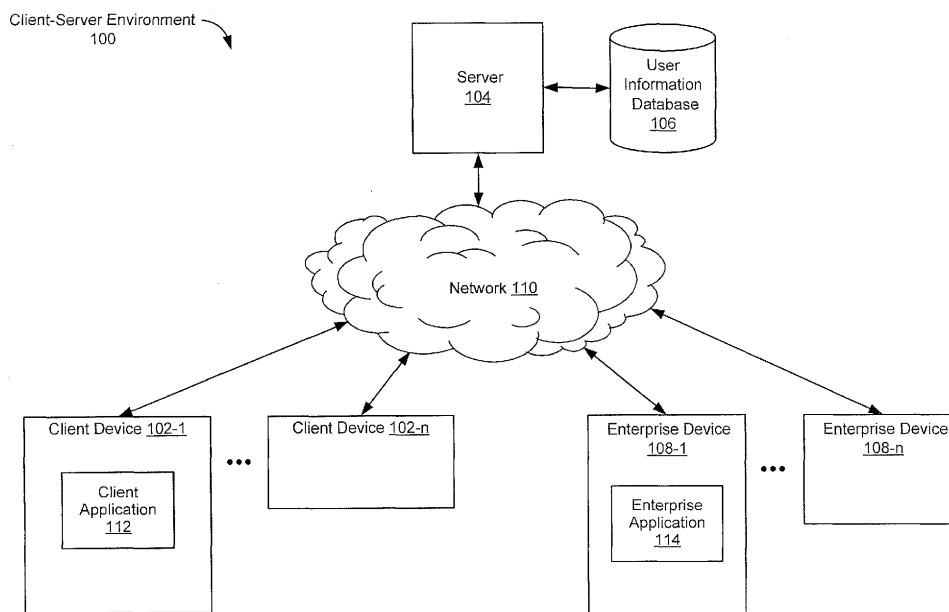 Client-Server Environment
100
Server
104
User
Information
Database
106
Network 110
Client Device 102-1
Client
Application
112
Client Device 102-n
Enterprise Device
108-1
Enterprise
Application
114
Enterprise Device
108-n